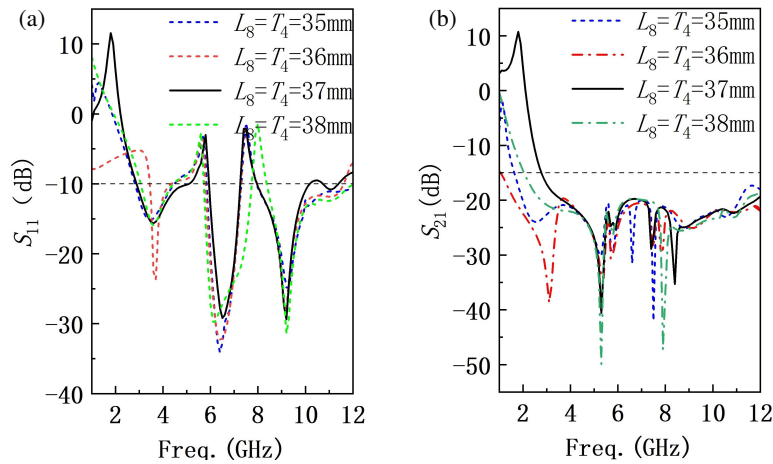 (a)
L8=T4=35mm
L8=T4=36mm
L8=T4=37mm
L8=T4=38mm
10
0
-10
-20
-30
-40
S11 (dB)
2 4 6 8 10 12
Freq. (GHz)
(b)
L8=T4=35mm
L8=T4=36mm
L8=T4=37mm
L8=T4=38mm
10
0
-10
-20
-30
-40
-50
S21 (dB)
4 6 8 10 12
2
Freq. (GHz)